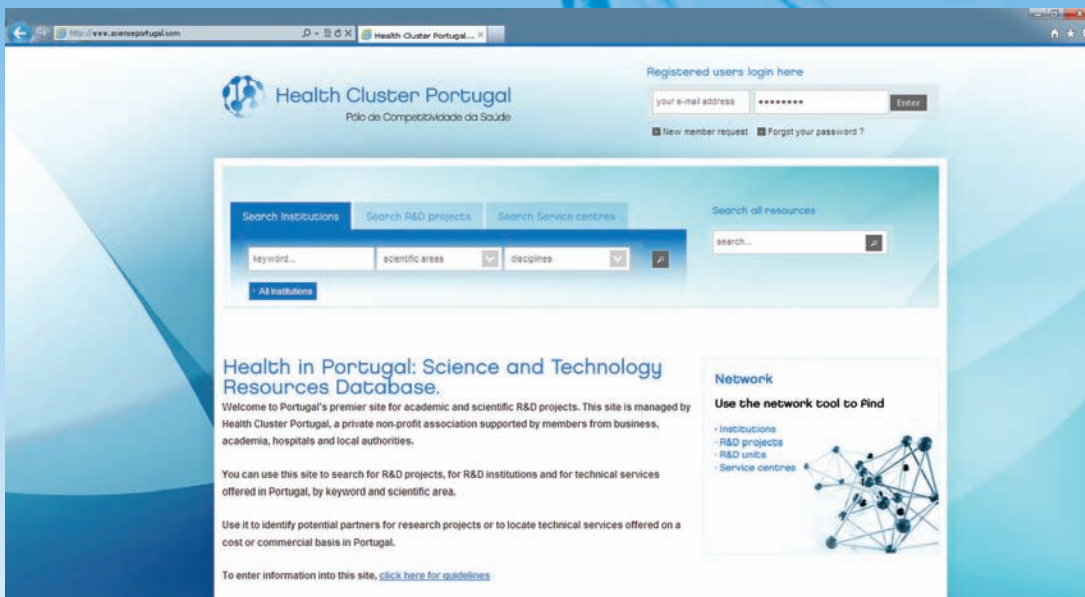 http://www.scienceportugal.com
Health Cluster Portugal...
Health Cluster Portugal
Pólo de Competitividade da Saúde
Registered users login here
your e-mail address
Enter
New member request Forgot your password ?
Search Institutions Search R&D projects Search Service centres
keyword... scientific areas disciplines
· All Institutions
Search all resources
search...
Health in Portugal: Science and Technology
Resources Database.
Welcome to Portugal's premier site for academic and scientific R&D projects. This site is managed by
Health Cluster Portugal, a private non-profit association supported by members from business,
academia, hospitals and local authorities.
You can use this site to search for R&D projects, for R&D institutions and for technical services
offered in Portugal, by keyword and scientific area.
Use it to identify potential partners for research projects or to locate technical services offered on a
cost or commercial basis in Portugal.
To enter information into this site, click here for guidelines
Network
Use the network tool to find
· Institutions
· R&D projects
· R&D units
· Service centres